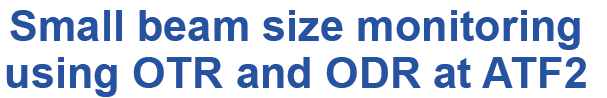 Small beam size monitoring
using OTR and ODR at ATF2